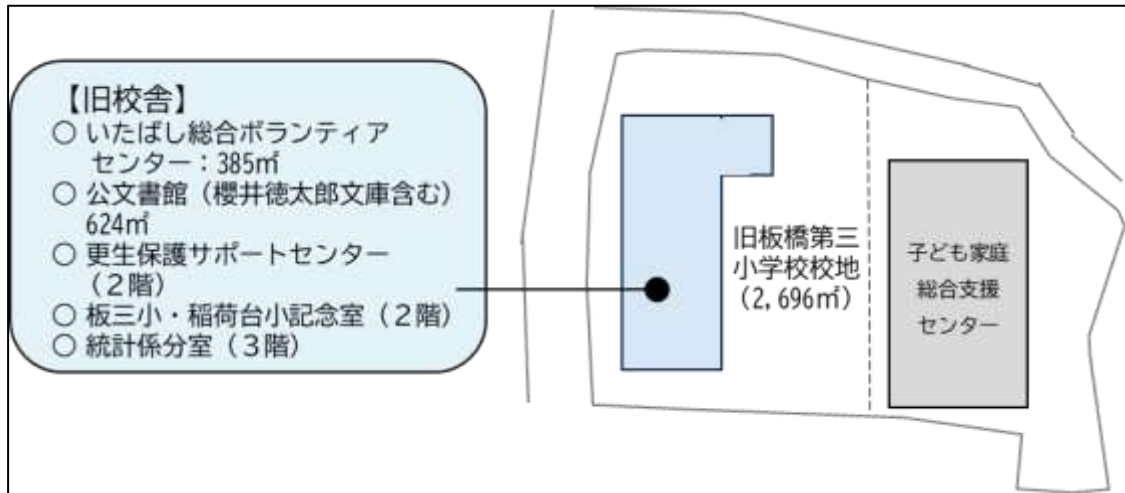 【旧校舎】
○ いたばし総合ボランティア
センター：385㎡
○ 公文書館（櫻井徳太郎文庫含む）
624㎡
○ 更生保護サポートセンター
（２階）
○ 板三小・稲荷台小記念室（２階）
○ 統計係分室（３階）
旧板橋第三
小学校校地
（2,696㎡）
子ども家庭
総合支援
センター